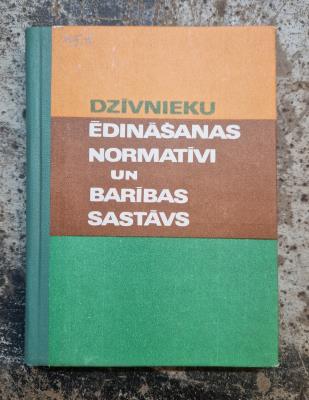 DZĪVNIEKU
ĒDINĀŠANAS
NORMATĪVI
UN
BARĪBAS
SASTĀVS